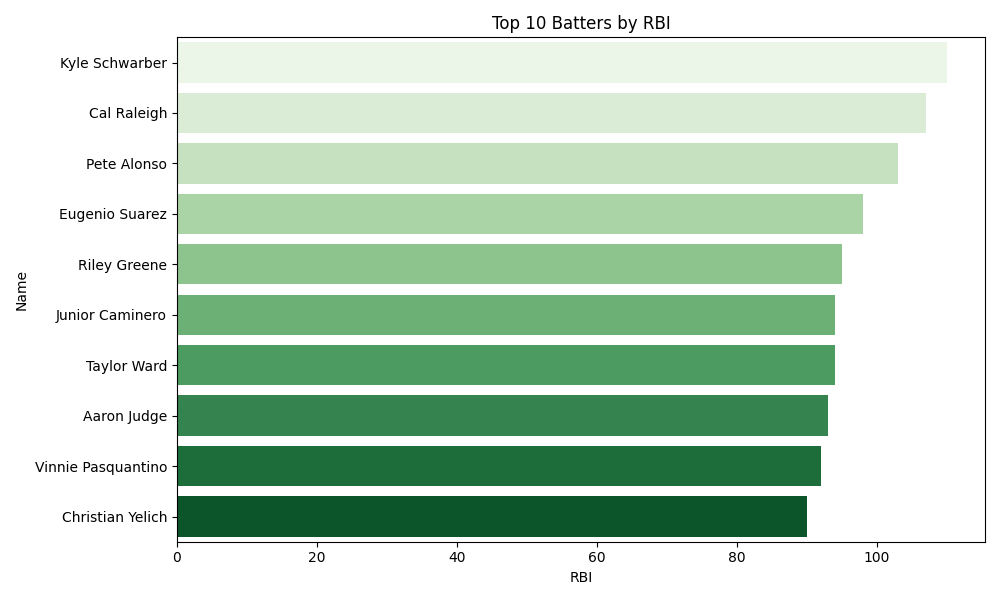 Top 10 Batters by RBI
Name
Kyle Schwarber
Cal Raleigh
Pete Alonso
Eugenio Suarez
Riley Greene
Junior Caminero
Taylor Ward
Aaron Judge
Vinnie Pasquantino
Christian Yelich
0 20 40 60 80 100
RBI